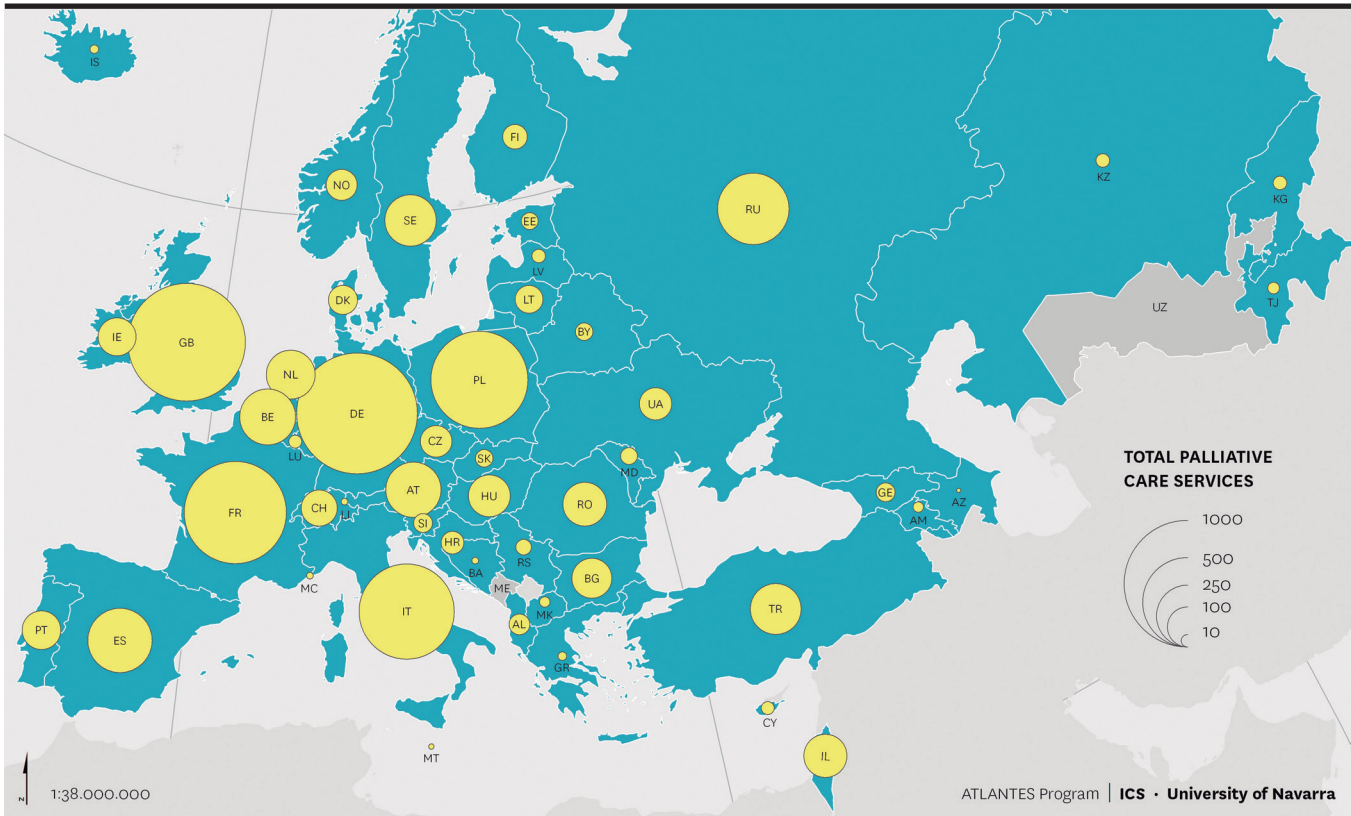 IS
FI
KZ
NO
KG
RU
SE
EE
LV
TJ
DK
LT
UZ
BY
IE
GB
NL
PL
DE
UA
BE
CZ
LU
SK
MD
TOTAL PALLIATIVE
CARE SERVICES
AT
HU
GE
AZ
FR
CH
LI
RO
AM
SI
1000
HR
RS
BA
500
ME
BG
MC
250
IT
MK
TR
100
PT
AL
ES
10
GR
CY
MT
IL
N
1:38.000.000
ATLANTES Program | ICS · University of Navarra